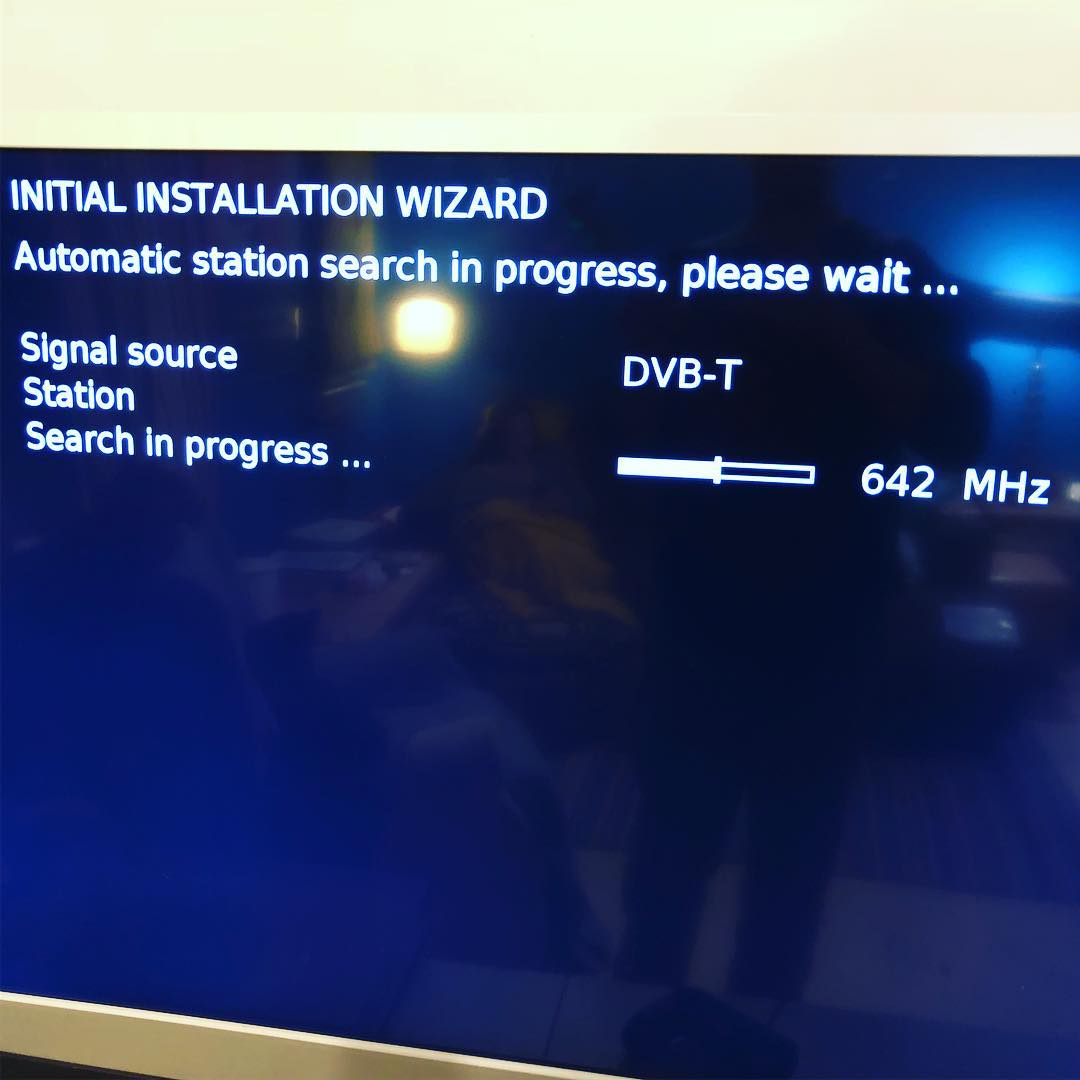 INITIAL INSTALLATION WIZARD
Automatic station search in progress, please wait ...
Signal source DVB-T
Station
Search in progress ... 642 MHz